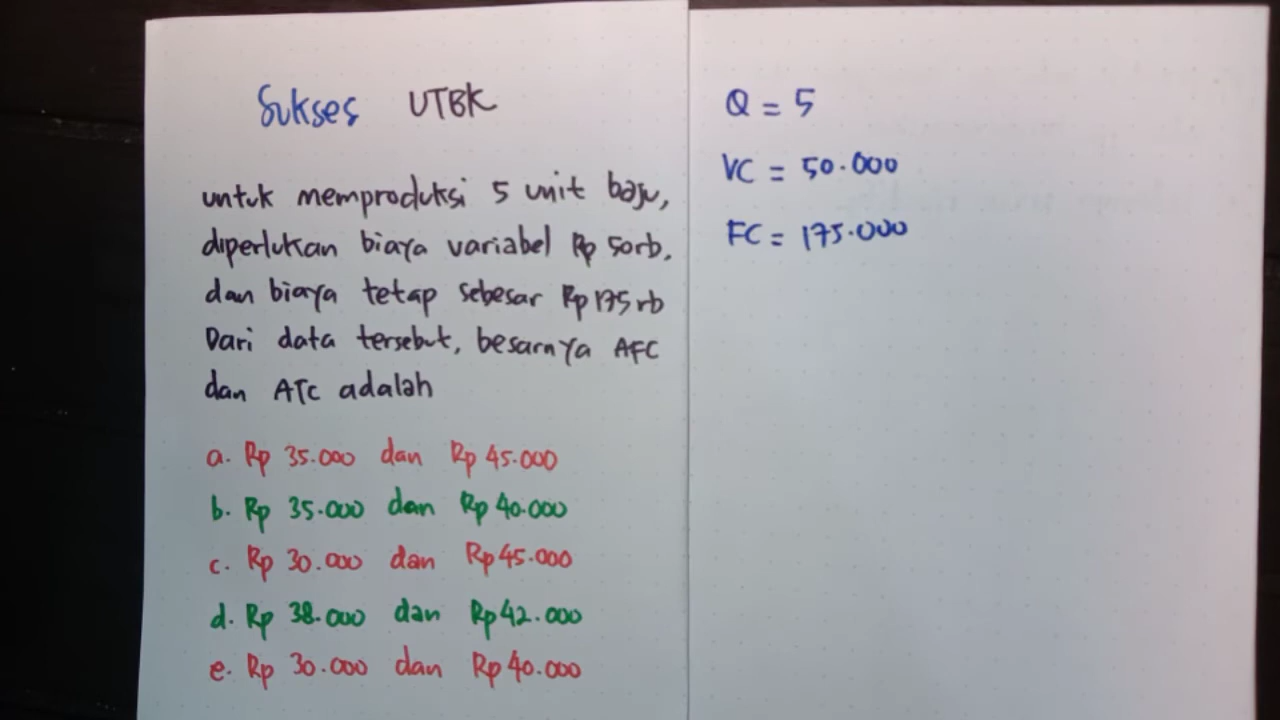 Sukses UTBK
untuk memproduksi 5 unit baju,
diperlukan biaya variabel Rp 50rb.
dan biaya tetap sebesar Rp 175 rb
Dari data tersebut, besarnya AFC
dan ATC adalah
a. Rp 35.000 dan Rp 45.000
b. Rp 35.000 dan Rp 40.000
c. Rp 30.000 dan Rp 45.000
d. Rp 38.000 dan Rp 42.000
e. Rp 30.000 dan Rp 40.000
Q = 5
VC = 50.000
FC = 175.000